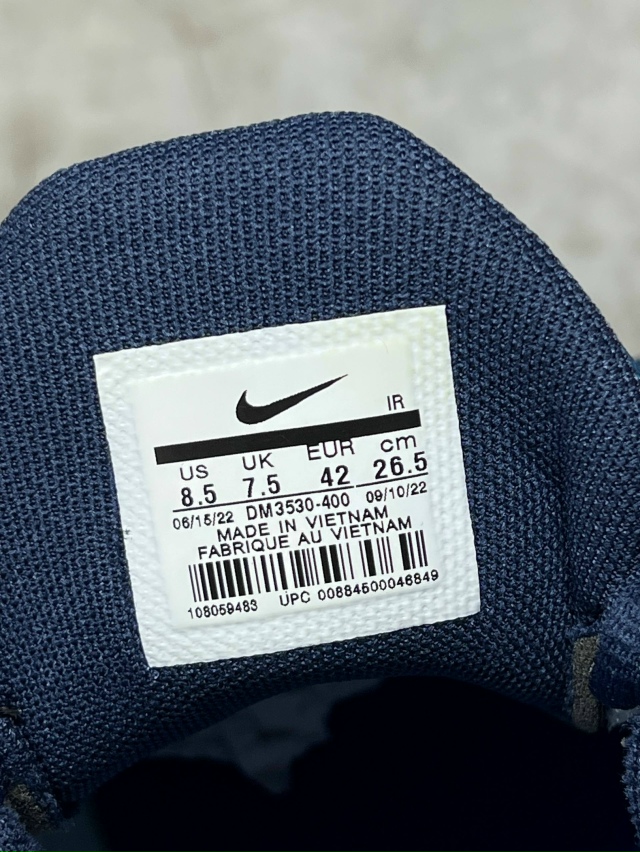 IR
US UK EUR cm
8.5 7.5 42 26.5
06/15/22 DM3530-400 09/10/22
MADE IN VIETNAM
FABRIQUE AU VIETNAM
108059483 UPC 00884500046849